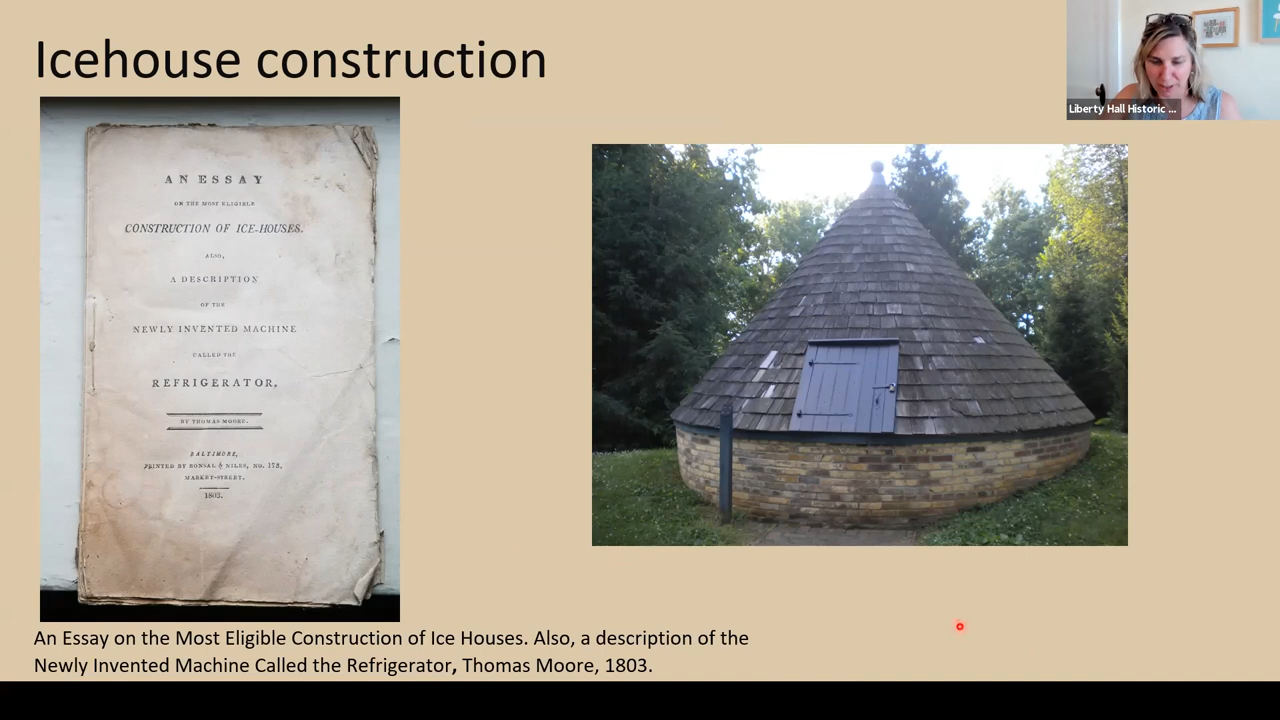 Icehouse construction
Liberty Hall Historic ...
AN ESSAY
ON THE MOST ELIGIBLE
CONSTRUCTION OF ICE-HOUSES.
ALSO,
A DESCRIPTION
OF THE
NEWLY INVENTED MACHINE
CALLED THE
REFRIGERATOR,
BY THOMAS MOORE.
BALTIMORE,
PRINTED BY BONSAL & NILES, NO. 173,
MARKET-STREET.
1803.
An Essay on the Most Eligible Construction of Ice Houses. Also, a description of the
Newly Invented Machine Called the Refrigerator, Thomas Moore, 1803.